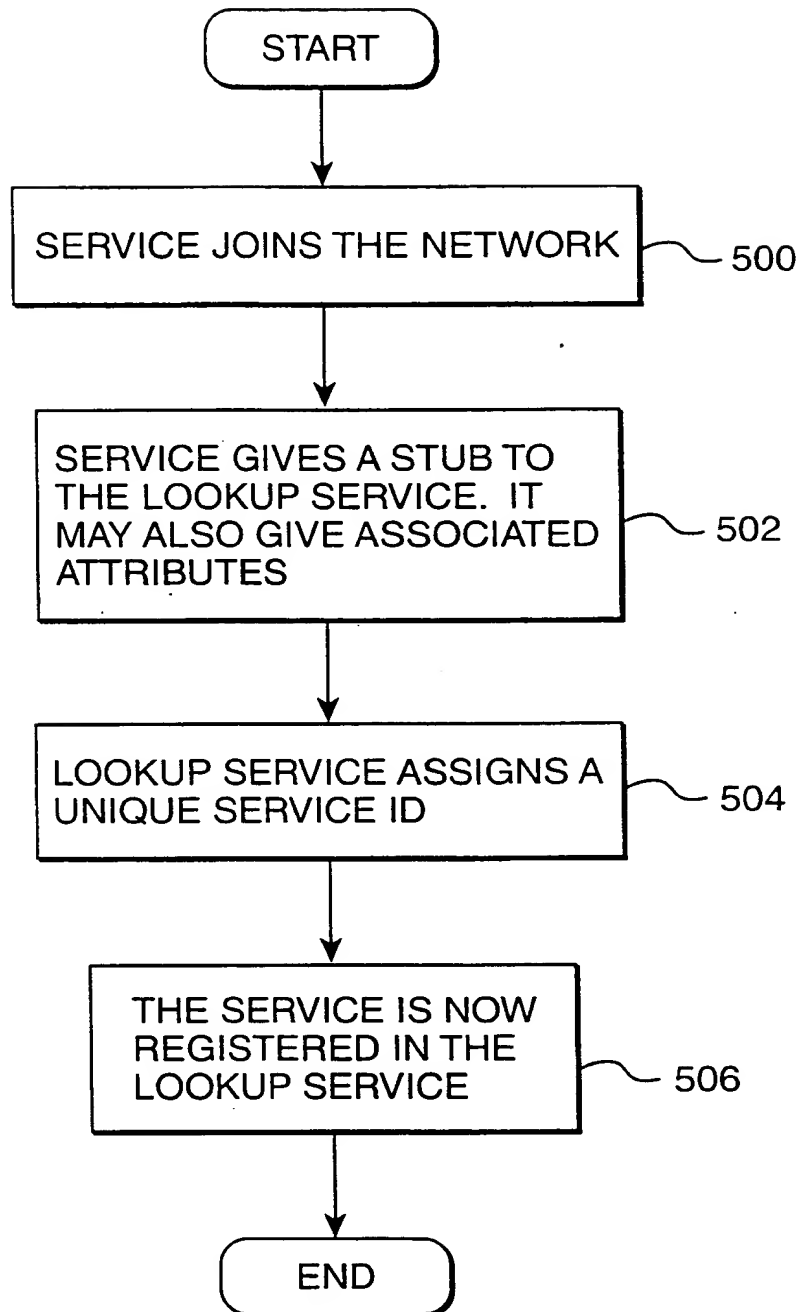 START
SERVICE JOINS THE NETWORK
500
SERVICE GIVES A STUB TO
THE LOOKUP SERVICE. IT
MAY ALSO GIVE ASSOCIATED
ATTRIBUTES
502
LOOKUP SERVICE ASSIGNS A
UNIQUE SERVICE ID
504
THE SERVICE IS NOW
REGISTERED IN THE
LOOKUP SERVICE
506
END